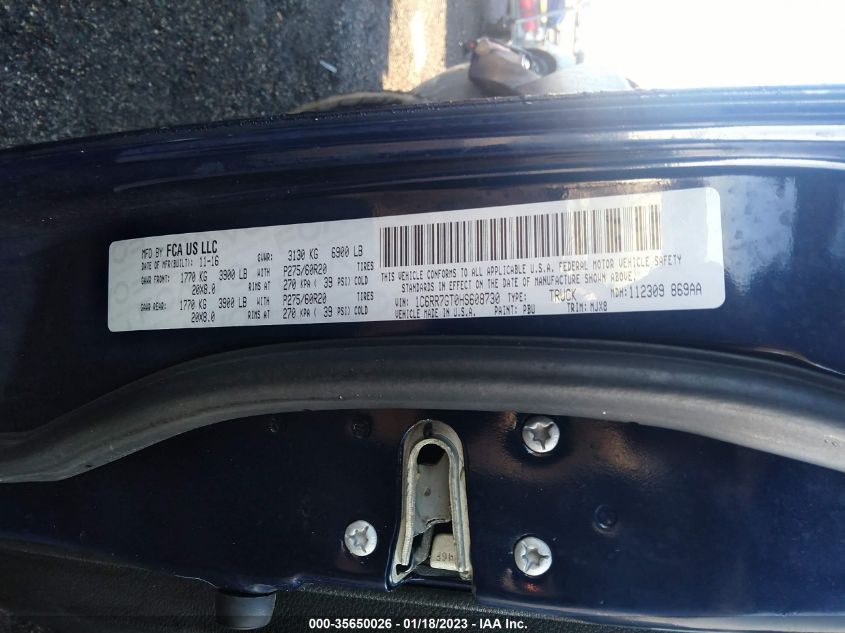 MFD BY FCA US LLC
DATE OF MFR(BUILT): 11-16 GVWR: 3130 KG 6900 LB
GAWR FRONT: 1770 KG 3900 LB WITH P275/60R20 TIRES
20X8.0 RIMS AT 270 KPA ( 39 PSI) COLD
GAWR REAR: 1770 KG 3900 LB WITH P275/60R20 TIRES
20X8.0 RIMS AT 270 KPA ( 39 PSI) COLD
THIS VEHICLE CONFORMS TO ALL APPLICABLE U.S.A. FEDERAL MOTOR VEHICLE SAFETY
STANDARDS IN EFFECT ON THE DATE OF MANUFACTURE SHOWN ABOVE.
VIN: 1C6RR7GT0HS608730 TYPE: TRUCK MDH: 112309 869AA
VEHICLE MADE IN U.S.A. PAINT: PBU TRIM: MJX8
000-35650026 - 01/18/2023 - IAA Inc.